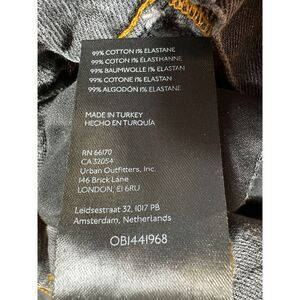 99% COTTON 1% ELASTANE
99% COTON 1% ÉLASTHANNE
99% BAUMWOLLE 1% ELASTAN
99% COTONE 1% ELASTAN
99% ALGODÓN 1% ELASTANE
MADE IN TURKEY
HECHO EN TURQUÍA
RN 66170
CA 32054
Urban Outfitters, Inc.
146 Brick Lane
LONDON, E1 6RU
Leidsestraat 32, 1017 PB
Amsterdam, Netherlands
OB1441968